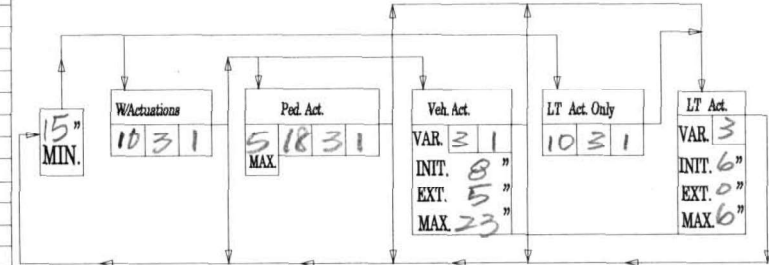 15" MIN.
W/Actuations
10 3 1
Ped. Act.
5 18 3 1
MAX.
Veh. Act.
VAR. 3 1
INIT. 8"
EXT. 5"
MAX. 23"
LT Act. Only
10 3 1
LT Act.
VAR. 3
INIT. 6"
EXT. 0"
MAX. 6"